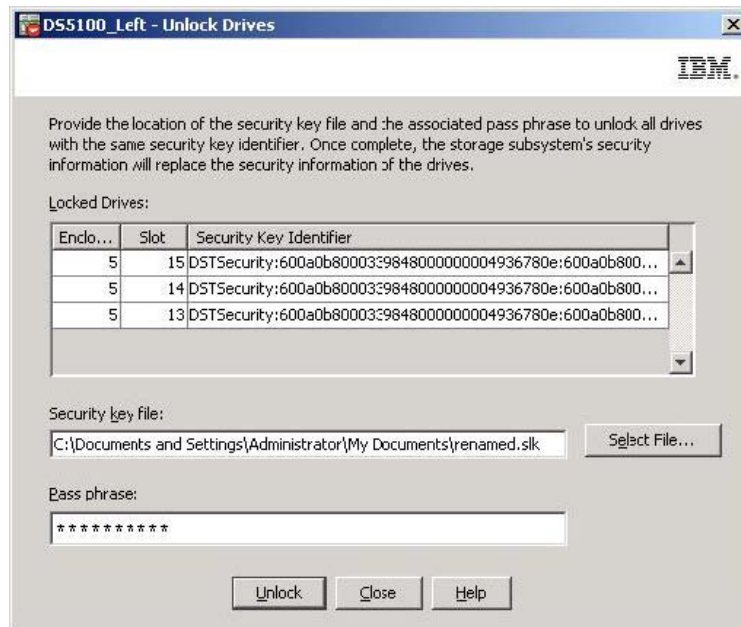 DS5100_Left - Unlock Drives
IBM.
Provide the location of the security key file and the associated pass phrase to unlock all drives
with the same security key identifier. Once complete, the storage subsystem's security
information will replace the security information of the drives.
Locked Drives:
Enclo... Slot Security Key Identifier
5 15 DSTSecurity:600a0b8000339848000000004936780e:600a0b800...
5 14 DSTSecurity:600a0b8000339848000000004936780e:600a0b800...
5 13 DSTSecurity:600a0b8000339848000000004936780e:600a0b800...
Security key file:
C:\Documents and Settings\Administrator\My Documents\renamed.slk Select File...
Pass phrase:
**********
Unlock Close Help